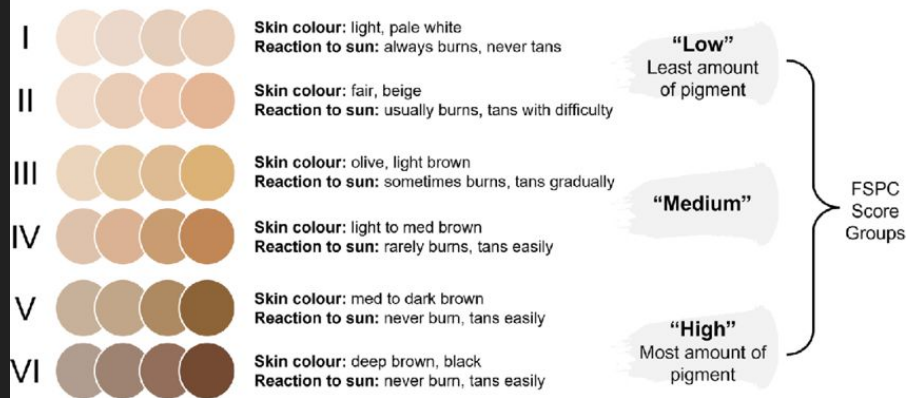 I
Skin colour: light, pale white
Reaction to sun: always burns, never tans
II
Skin colour: fair, beige
Reaction to sun: usually burns, tans with difficulty
III
Skin colour: olive, light brown
Reaction to sun: sometimes burns, tans gradually
IV
Skin colour: light to med brown
Reaction to sun: rarely burns, tans easily
V
Skin colour: med to dark brown
Reaction to sun: never burn, tans easily
VI
Skin colour: deep brown, black
Reaction to sun: never burn, tans easily
“Low”
Least amount
of pigment
“Medium”
“High”
Most amount of
pigment
FSPC
Score
Groups